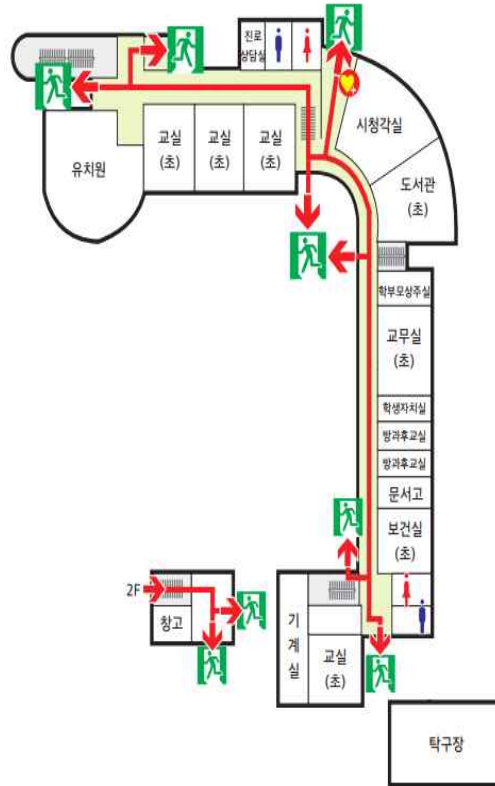 진로
상담실
시청각실
교실
(초)
교실
(초)
교실
(초)
유치원
도서관
(초)
학부모상주실
교무실
(초)
학생자치실
방과후교실
방과후교실
문서고
보건실
(초)
2F
창고
기
계
실
교실
(초)
탁구장